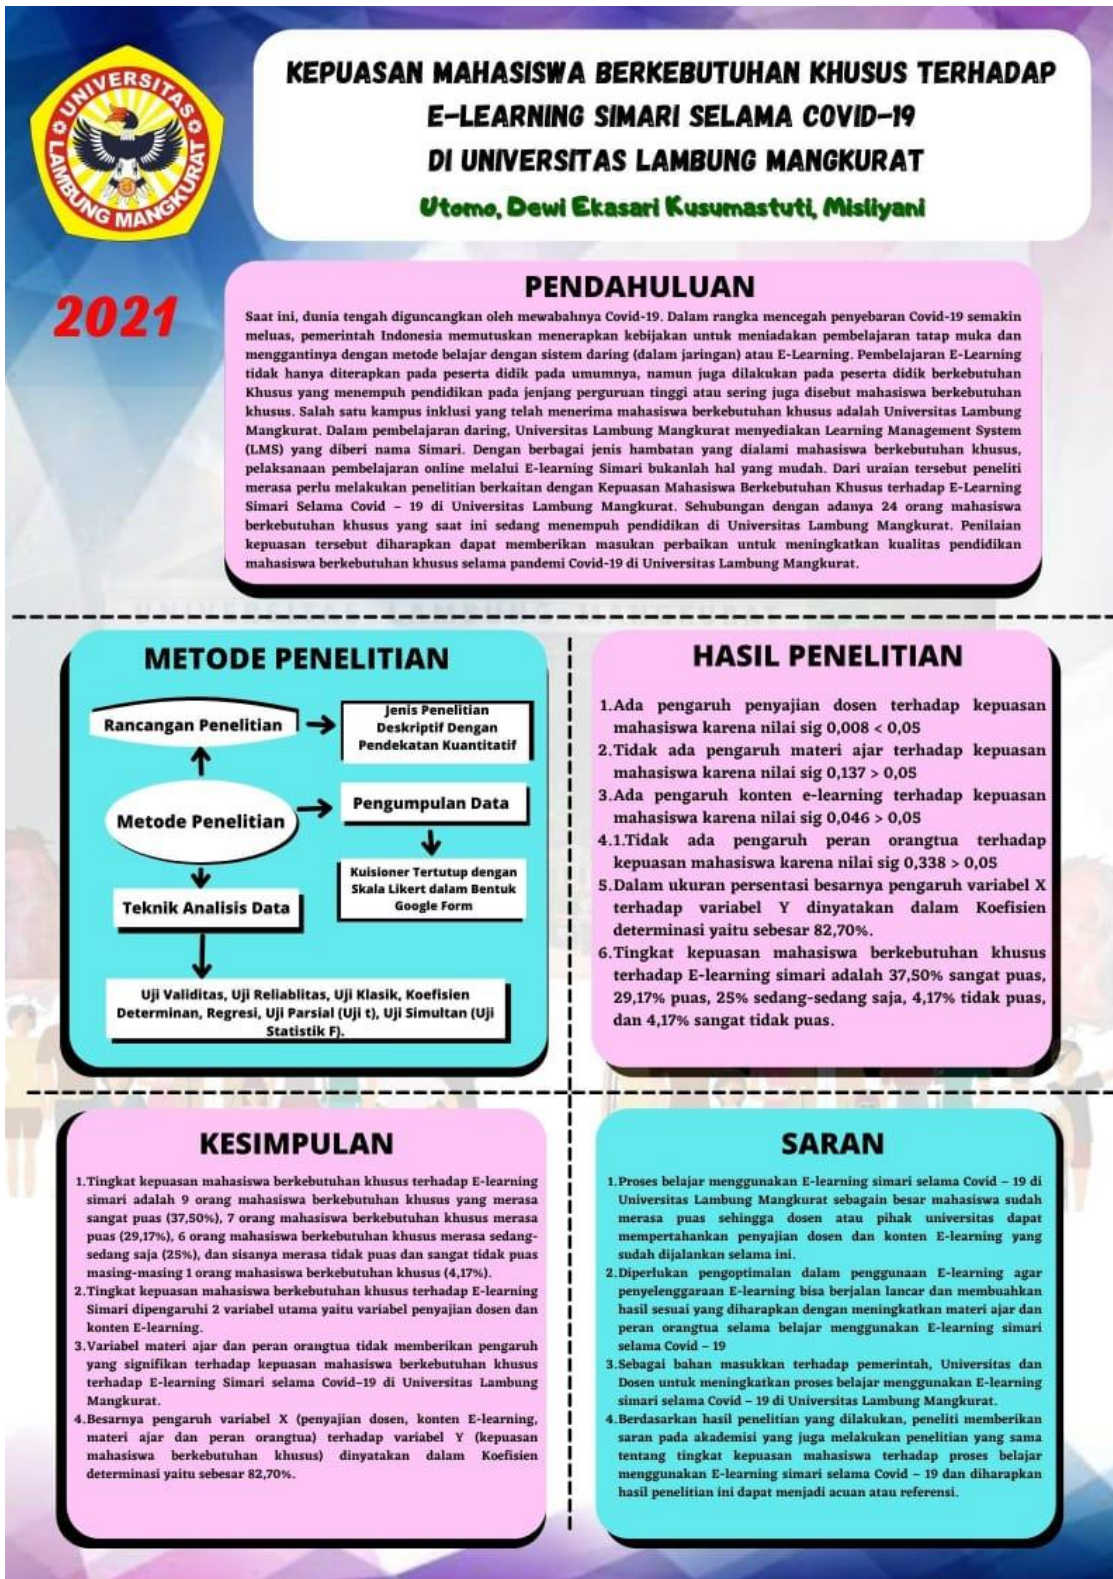 UNIVERSITAS
LAMBUNG MANGKURAT
KEPUASAN MAHASISWA BERKEBUTUHAN KHUSUS TERHADAP
E-LEARNING SIMARI SELAMA COVID-19
DI UNIVERSITAS LAMBUNG MANGKURAT
Utomo, Dewi Ekasari Kusumastuti, Misliyani
2021
PENDAHULUAN
Saat ini, dunia tengah diguncangkan oleh mewabahnya Covid-19. Dalam rangka mencegah penyebaran Covid-19 semakin
meluas, pemerintah Indonesia memutuskan menerapkan kebijakan untuk meniadakan pembelajaran tatap muka dan
menggantinya dengan metode belajar dengan sistem daring (dalam jaringan) atau E-Learning. Pembelajaran E-Learning
tidak hanya diterapkan pada peserta didik pada umumnya, namun juga dilakukan pada peserta didik berkebutuhan
Khusus yang menempuh pendidikan pada jenjang perguruan tinggi atau sering juga disebut mahasiswa berkebutuhan
khusus. Salah satu kampus inklusi yang telah menerima mahasiswa berkebutuhan khusus adalah Universitas Lambung
Mangkurat. Dalam pembelajaran daring, Universitas Lambung Mangkurat menyediakan Learning Management System
(LMS) yang diberi nama Simari. Dengan berbagai jenis hambatan yang dialami mahasiswa berkebutuhan khusus,
pelaksanaan pembelajaran online melalui E-learning Simari bukanlah hal yang mudah. Dari uraian tersebut peneliti
merasa perlu melakukan penelitian berkaitan dengan Kepuasan Mahasiswa Berkebutuhan Khusus terhadap E-Learning
Simari Selama Covid – 19 di Universitas Lambung Mangkurat. Sehubungan dengan adanya 24 orang mahasiswa
berkebutuhan khusus yang saat ini sedang menempuh pendidikan di Universitas Lambung Mangkurat. Penilaian
kepuasan tersebut diharapkan dapat memberikan masukan perbaikan untuk meningkatkan kualitas pendidikan
mahasiswa berkebutuhan khusus selama pandemi Covid-19 di Universitas Lambung Mangkurat.
UNIVERSITAS LAMBUNG MANGKURAT
METODE PENELITIAN
Rancangan Penelitian
Jenis Penelitian
Deskriptif Dengan
Pendekatan Kuantitatif
Metode Penelitian
Pengumpulan Data
Kuisioner Tertutup dengan
Skala Likert dalam Bentuk
Google Form
Teknik Analisis Data
Uji Validitas, Uji Reliablitas, Uji Klasik, Koefisien
Determinan, Regresi, Uji Parsial (Uji t), Uji Simultan (Uji
Statistik F).
HASIL PENELITIAN
1.Ada pengaruh penyajian dosen terhadap kepuasan
mahasiswa karena nilai sig 0,008 < 0,05
2.Tidak ada pengaruh materi ajar terhadap kepuasan
mahasiswa karena nilai sig 0,137 > 0,05
3.Ada pengaruh konten e-learning terhadap kepuasan
mahasiswa karena nilai sig 0,046 > 0,05
4.1.Tidak ada pengaruh peran orangtua terhadap
kepuasan mahasiswa karena nilai sig 0,338 > 0,05
5.Dalam ukuran persentasi besarnya pengaruh variabel X
terhadap variabel Y dinyatakan dalam Koefisien
determinasi yaitu sebesar 82,70%.
6.Tingkat kepuasan mahasiswa berkebutuhan khusus
terhadap E-learning simari adalah 37,50% sangat puas,
29,17% puas, 25% sedang-sedang saja, 4,17% tidak puas,
dan 4,17% sangat tidak puas.
KESIMPULAN
1.Tingkat kepuasan mahasiswa berkebutuhan khusus terhadap E-learning
simari adalah 9 orang mahasiswa berkebutuhan khusus yang merasa
sangat puas (37,50%), 7 orang mahasiswa berkebutuhan khusus merasa
puas (29,17%), 6 orang mahasiswa berkebutuhan khusus merasa sedang-
sedang saja (25%), dan sisanya merasa tidak puas dan sangat tidak puas
masing-masing 1 orang mahasiswa berkebutuhan khusus (4,17%).
2.Tingkat kepuasan mahasiswa berkebutuhan khusus terhadap E-learning
Simari dipengaruhi 2 variabel utama yaitu variabel penyajian dosen dan
konten E-learning.
3.Variabel materi ajar dan peran orangtua tidak memberikan pengaruh
yang signifikan terhadap kepuasan mahasiswa berkebutuhan khusus
terhadap E-learning Simari selama Covid–19 di Universitas Lambung
Mangkurat.
4.Besarnya pengaruh variabel X (penyajian dosen, konten E-learning,
materi ajar dan peran orangtua) terhadap variabel Y (kepuasan
mahasiswa berkebutuhan khusus) dinyatakan dalam Koefisien
determinasi yaitu sebesar 82,70%.
SARAN
1.Proses belajar menggunakan E-learning simari selama Covid – 19 di
Universitas Lambung Mangkurat sebagain besar mahasiswa sudah
merasa puas sehingga dosen atau pihak universitas dapat
mempertahankan penyajian dosen dan konten E-learning yang
sudah dijalankan selama ini.
2.Diperlukan pengoptimalan dalam penggunaan E-learning agar
penyelenggaraan E-learning bisa berjalan lancar dan membuahkan
hasil sesuai yang diharapkan dengan meningkatkan materi ajar dan
peran orangtua selama belajar menggunakan E-learning simari
selama Covid – 19
3.Sebagai bahan masukkan terhadap pemerintah, Universitas dan
Dosen untuk meningkatkan proses belajar menggunakan E-learning
simari selama Covid – 19 di Universitas Lambung Mangkurat.
4.Berdasarkan hasil penelitian yang dilakukan, peneliti memberikan
saran pada akademisi yang juga melakukan penelitian yang sama
tentang tingkat kepuasan mahasiswa terhadap proses belajar
menggunakan E-learning simari selama Covid – 19 dan diharapkan
hasil penelitian ini dapat menjadi acuan atau referensi.